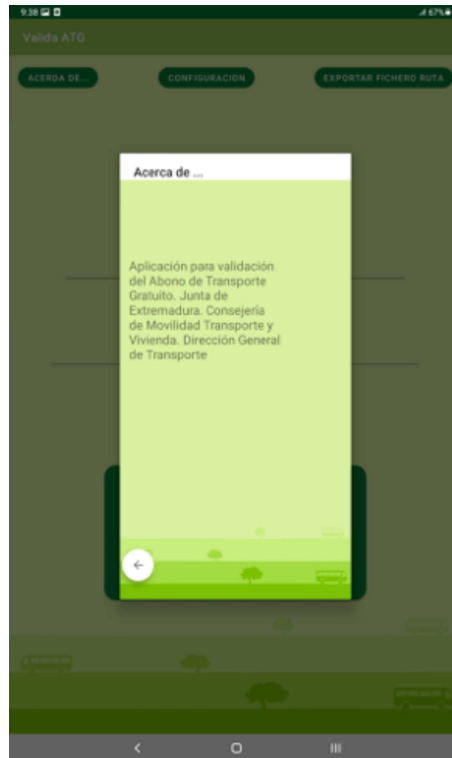 9:38
67%
Valida ATG
ACERDA DE...
CONFIGURACION
EXPORTAR FICHERO RUTA
Acerca de ...
Aplicación para validación
del Abono de Transporte
Gratuito. Junta de
Extremadura. Consejería
de Movilidad Transporte y
Vivienda. Dirección General
de Transporte